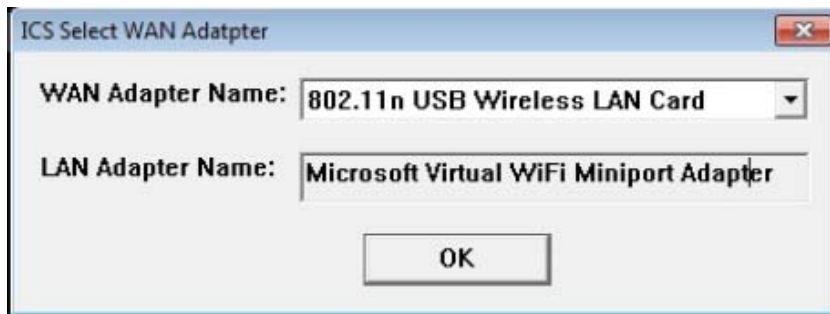 ICS Select WAN Adatpter
WAN Adapter Name: 802.11n USB Wireless LAN Card
LAN Adapter Name: Microsoft Virtual WiFi Miniport Adapter
OK